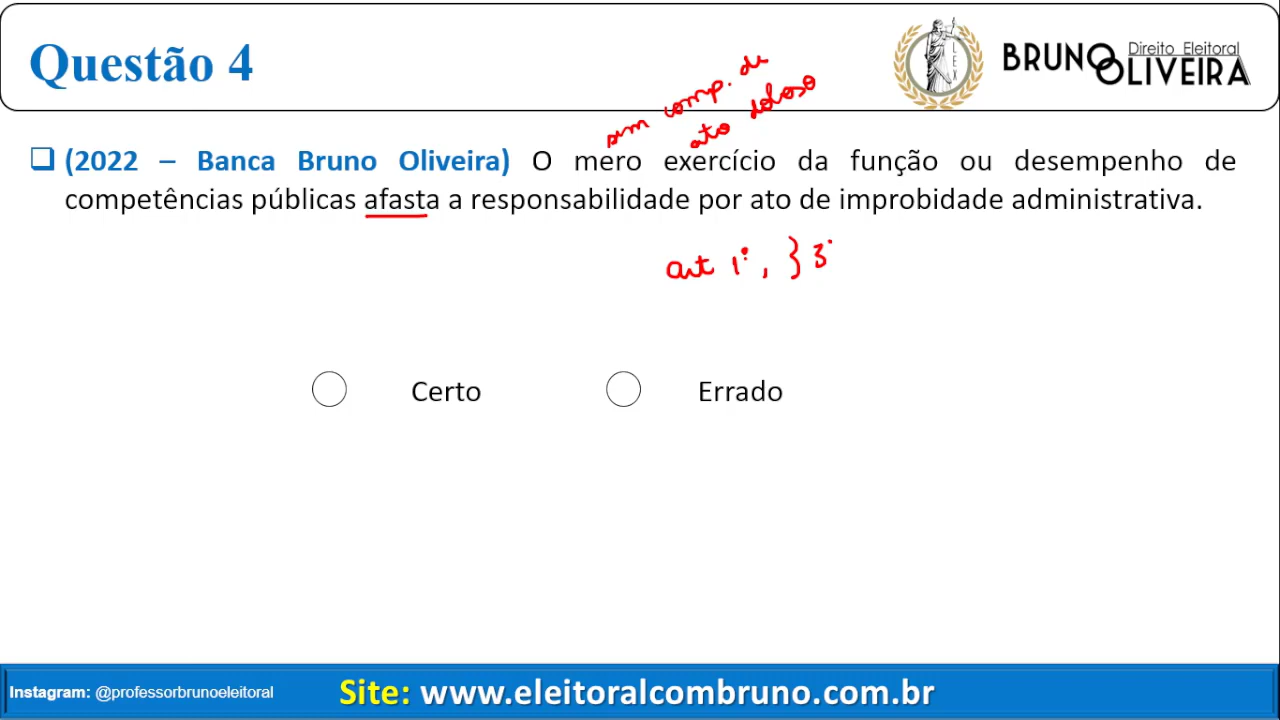 Questão 4
BRUNO
Direito Eleitoral
OLIVEIRA
LEX
sem comp. de
ato doloso
(2022 – Banca Bruno Oliveira) O mero exercício da função ou desempenho de
competências públicas afasta a responsabilidade por ato de improbidade administrativa.
art 1º, } 3º
Certo Errado
Instagram: @professorbrunoeleitoral
Site: www.eleitoralcombruno.com.br